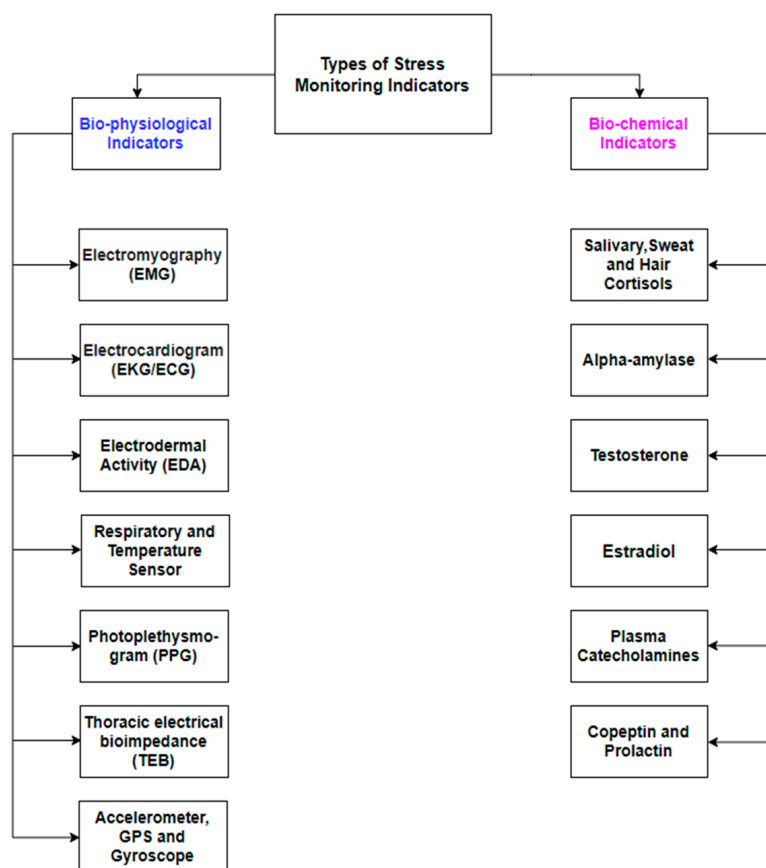 Types of Stress
Monitoring Indicators
Bio-physiological
Indicators
Bio-chemical
Indicators
Electromyography
(EMG)
Electrocardiogram
(EKG/ECG)
Electrodermal
Activity (EDA)
Respiratory and
Temperature
Sensor
Photoplethysmo-
gram (PPG)
Thoracic electrical
bioimpedance
(TEB)
Accelerometer,
GPS and
Gyroscope
Salivary,Sweat
and Hair
Cortisols
Alpha-amylase
Testosterone
Estradiol
Plasma
Catecholamines
Copeptin and
Prolactin